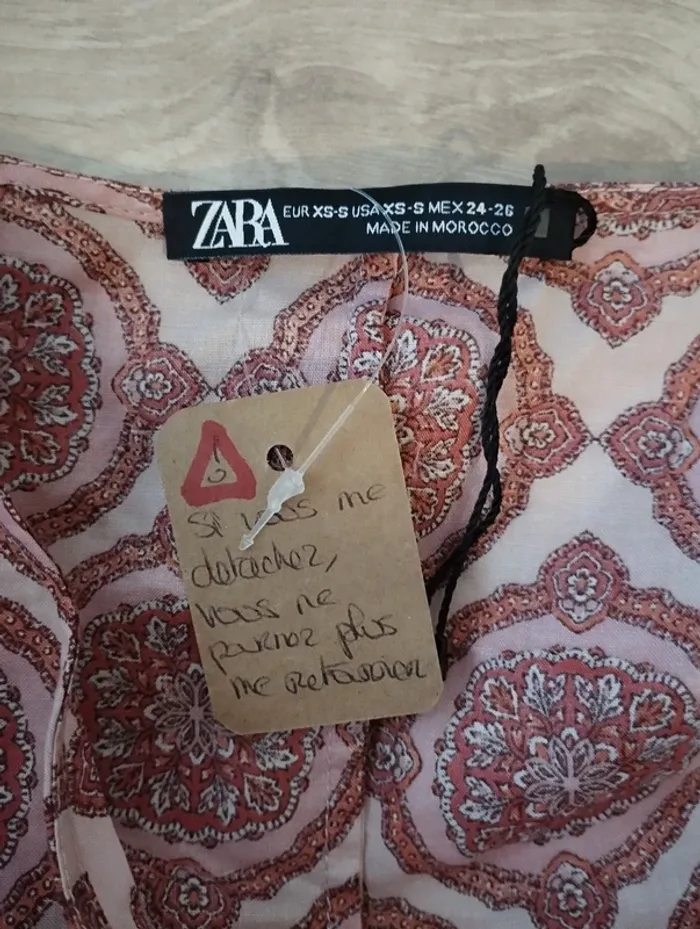 ZARA
EUR XS-S USA XS-S MEX 24-26
MADE IN MOROCCO
!
Si vous me
detachez,
vous ne
pourrez plus
me retourner